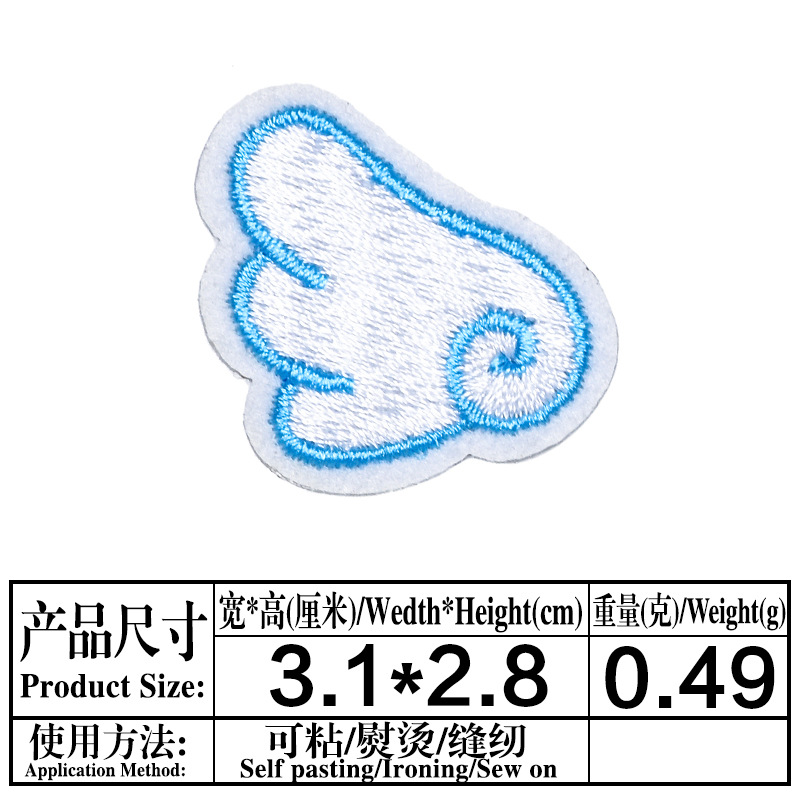 产品尺寸
Product Size:
宽*高(厘米)/Wedth*Height(cm)
3.1*2.8
重量(克)/Weight(g)
0.49
使用方法:
Application Method:
可粘/熨烫/缝纫
Self pasting/Ironing/Sew on